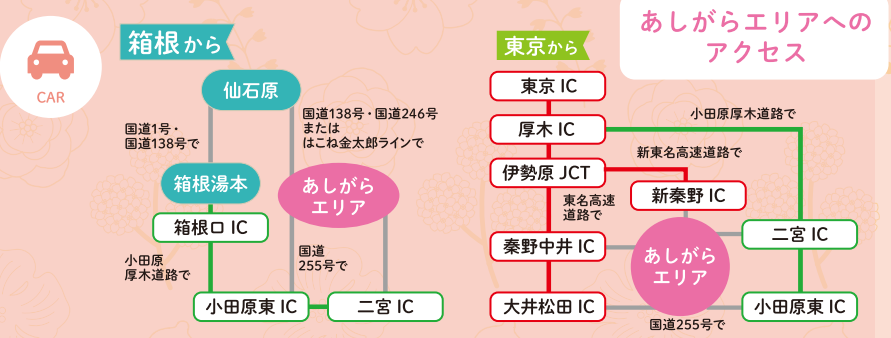 あしがらエリアへの
アクセス
CAR
箱根から
仙石原
国道1号・
国道138号で
国道138号・国道246号
または
はこね金太郎ラインで
箱根湯本
あしがら
エリア
箱根口 IC
小田原
厚木道路で
国道
255号で
小田原東 IC
二宮 IC
東京から
東京 IC
厚木 IC
小田原厚木道路で
伊勢原 JCT
新東名高速道路で
東名高速
道路で
新秦野 IC
秦野中井 IC
あしがら
エリア
二宮 IC
大井松田 IC
小田原東 IC
国道255号で